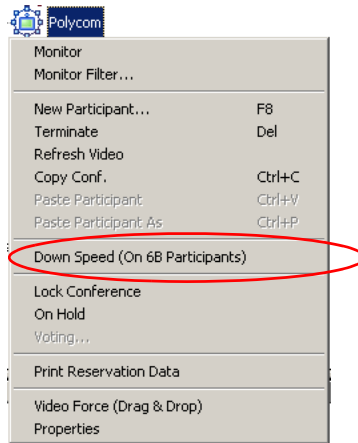 Polycom
Monitor
Monitor Filter...
New Participant... F8
Terminate Del
Refresh Video
Copy Conf. Ctrl+C
Paste Participant Ctrl+V
Paste Participant As Ctrl+P
Down Speed (On 6B Participants)
Lock Conference
On Hold
Voting...
Print Reservation Data
Video Force (Drag & Drop)
Properties